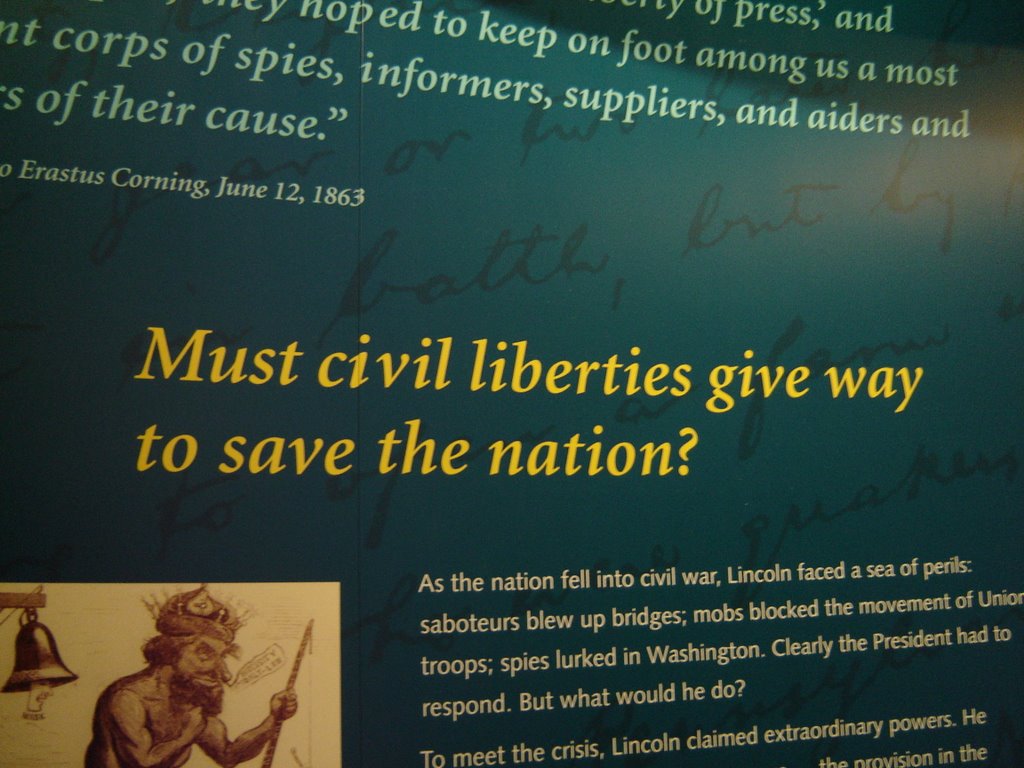 they hoped to keep on foot among us a most
corps of spies, informers, suppliers, and aiders and
of their cause.”
Erastus Corning, June 12, 1863
Must civil liberties give way
to save the nation?
As the nation fell into civil war, Lincoln faced a sea of perils:
saboteurs blew up bridges; mobs blocked the movement of Union
troops; spies lurked in Washington. Clearly the President had to
respond. But what would he do?
To meet the crisis, Lincoln claimed extraordinary powers. He
the provision in the
of press,’ and
battle, but by